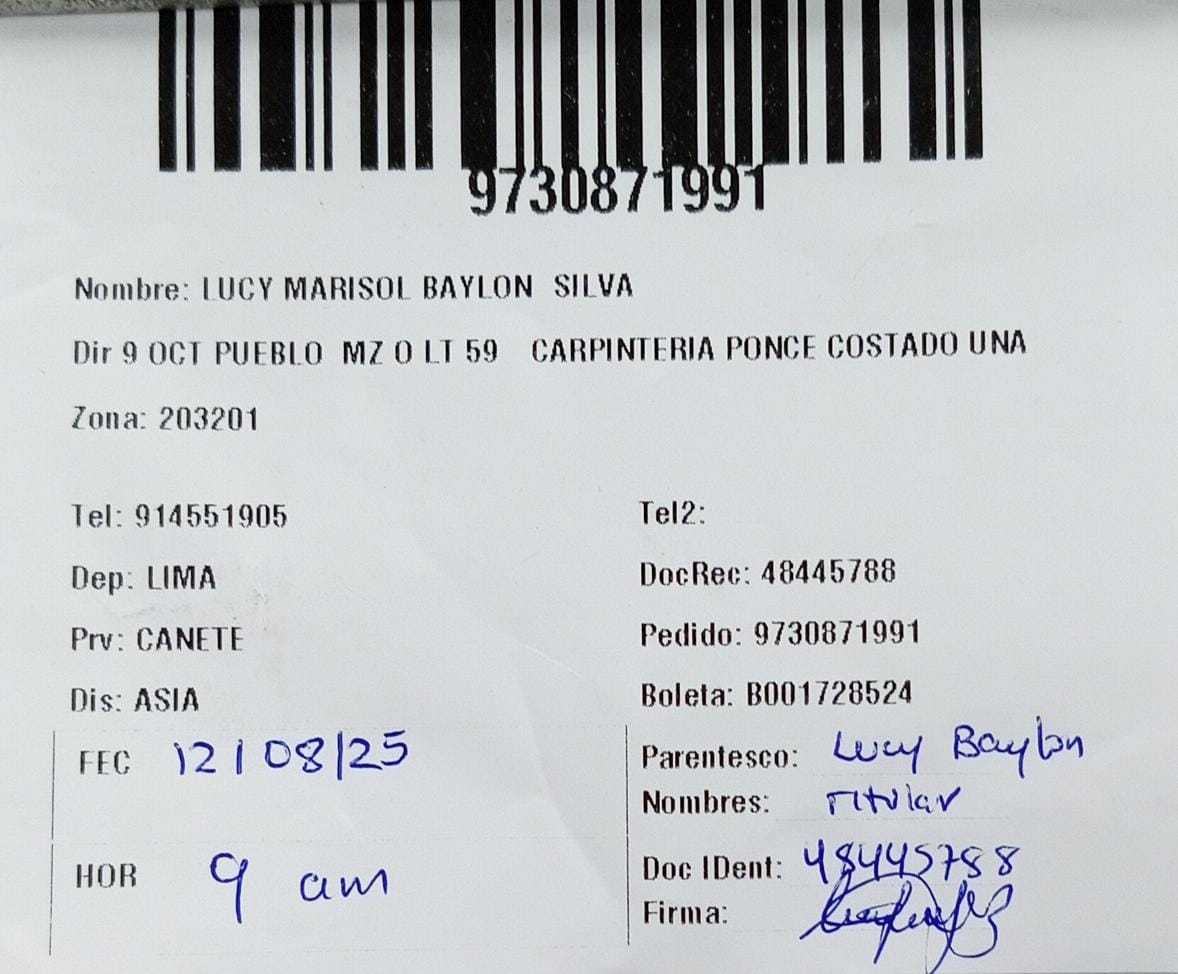 9730871991
Nombre: LUCY MARISOL BAYLON SILVA
Dir 9 OCT PUEBLO MZ O LT 59 CARPINTERIA PONCE COSTADO UNA
Zona: 203201
Tel: 914551905 Tel2:
Dep: LIMA DocRec: 48445788
Prv: CANETE Pedido: 9730871991
Dis: ASIA Boleta: B001728524
FEC 12/08/25 Parentesco: Lucy Baylon
Nombres: Titular
HOR 9 am Doc IDent: 48445788
Firma: